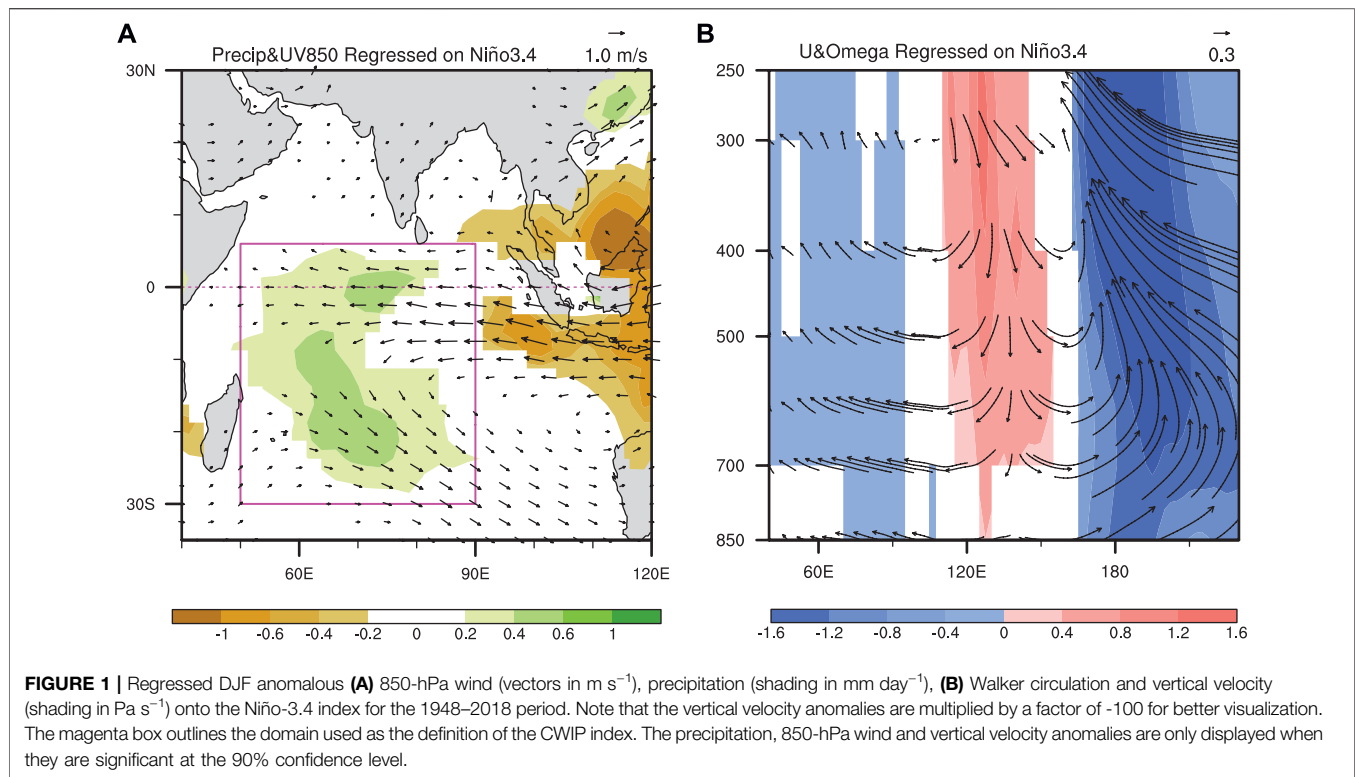 A
Precip&UV850 Regressed on Niño3.4
1.0 m/s
30N
0
30S
60E
90E
120E
-1 -0.6 -0.4 -0.2 0 0.2 0.4 0.6 1
B
U&Omega Regressed on Niño3.4
0.3
250
300
400
500
700
850
60E
120E
180
-1.6 -1.2 -0.8 -0.4 0 0.4 0.8 1.2 1.6
FIGURE 1 | Regressed DJF anomalous (A) 850-hPa wind (vectors in m s⁻¹), precipitation (shading in mm day⁻¹), (B) Walker circulation and vertical velocity
(shading in Pa s⁻¹) onto the Niño-3.4 index for the 1948–2018 period. Note that the vertical velocity anomalies are multiplied by a factor of -100 for better visualization.
The magenta box outlines the domain used as the definition of the CWIP index. The precipitation, 850-hPa wind and vertical velocity anomalies are only displayed when
they are significant at the 90% confidence level.